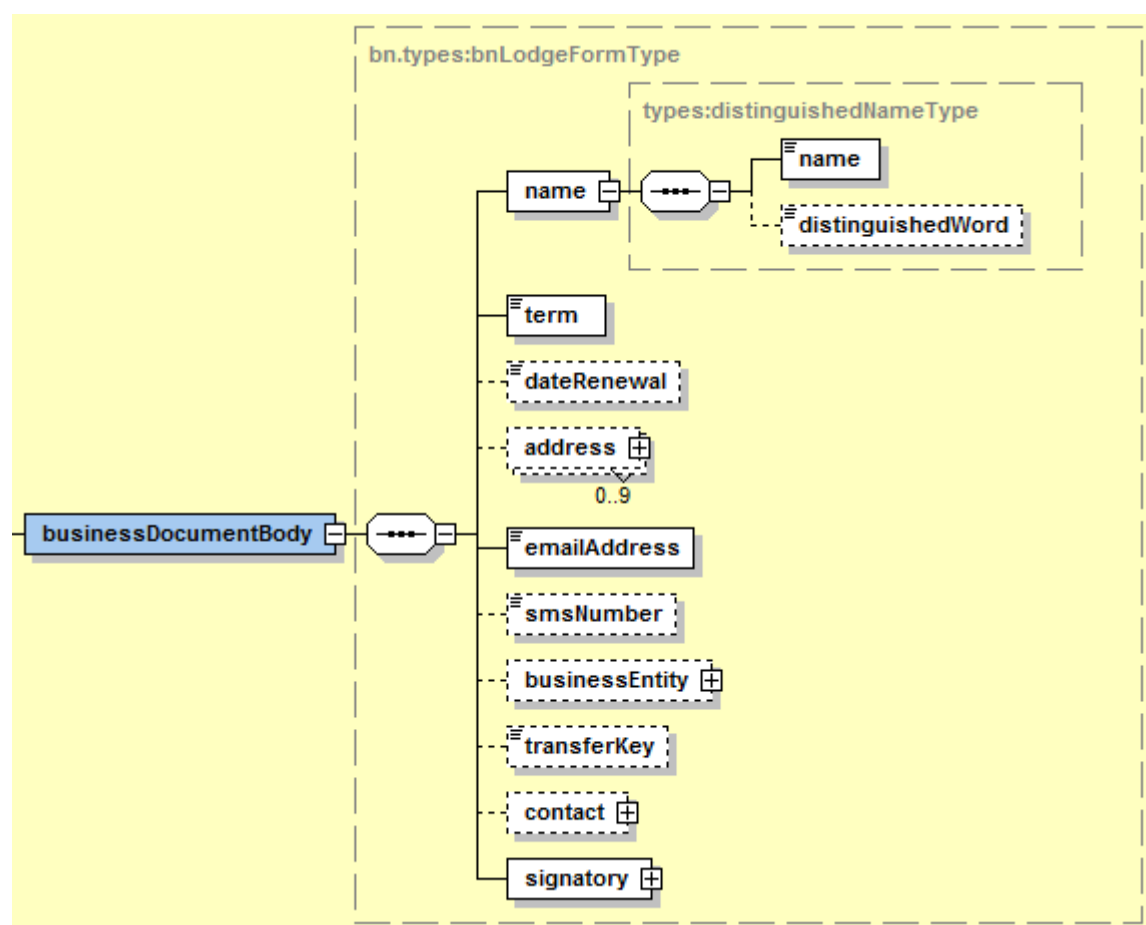 bn.types:bnLodgeFormType
types:distinguishedNameType
name
name
distinguishedWord
term
dateRenewal
address
0..9
businessDocumentBody
emailAddress
smsNumber
businessEntity
transferKey
contact
signatory